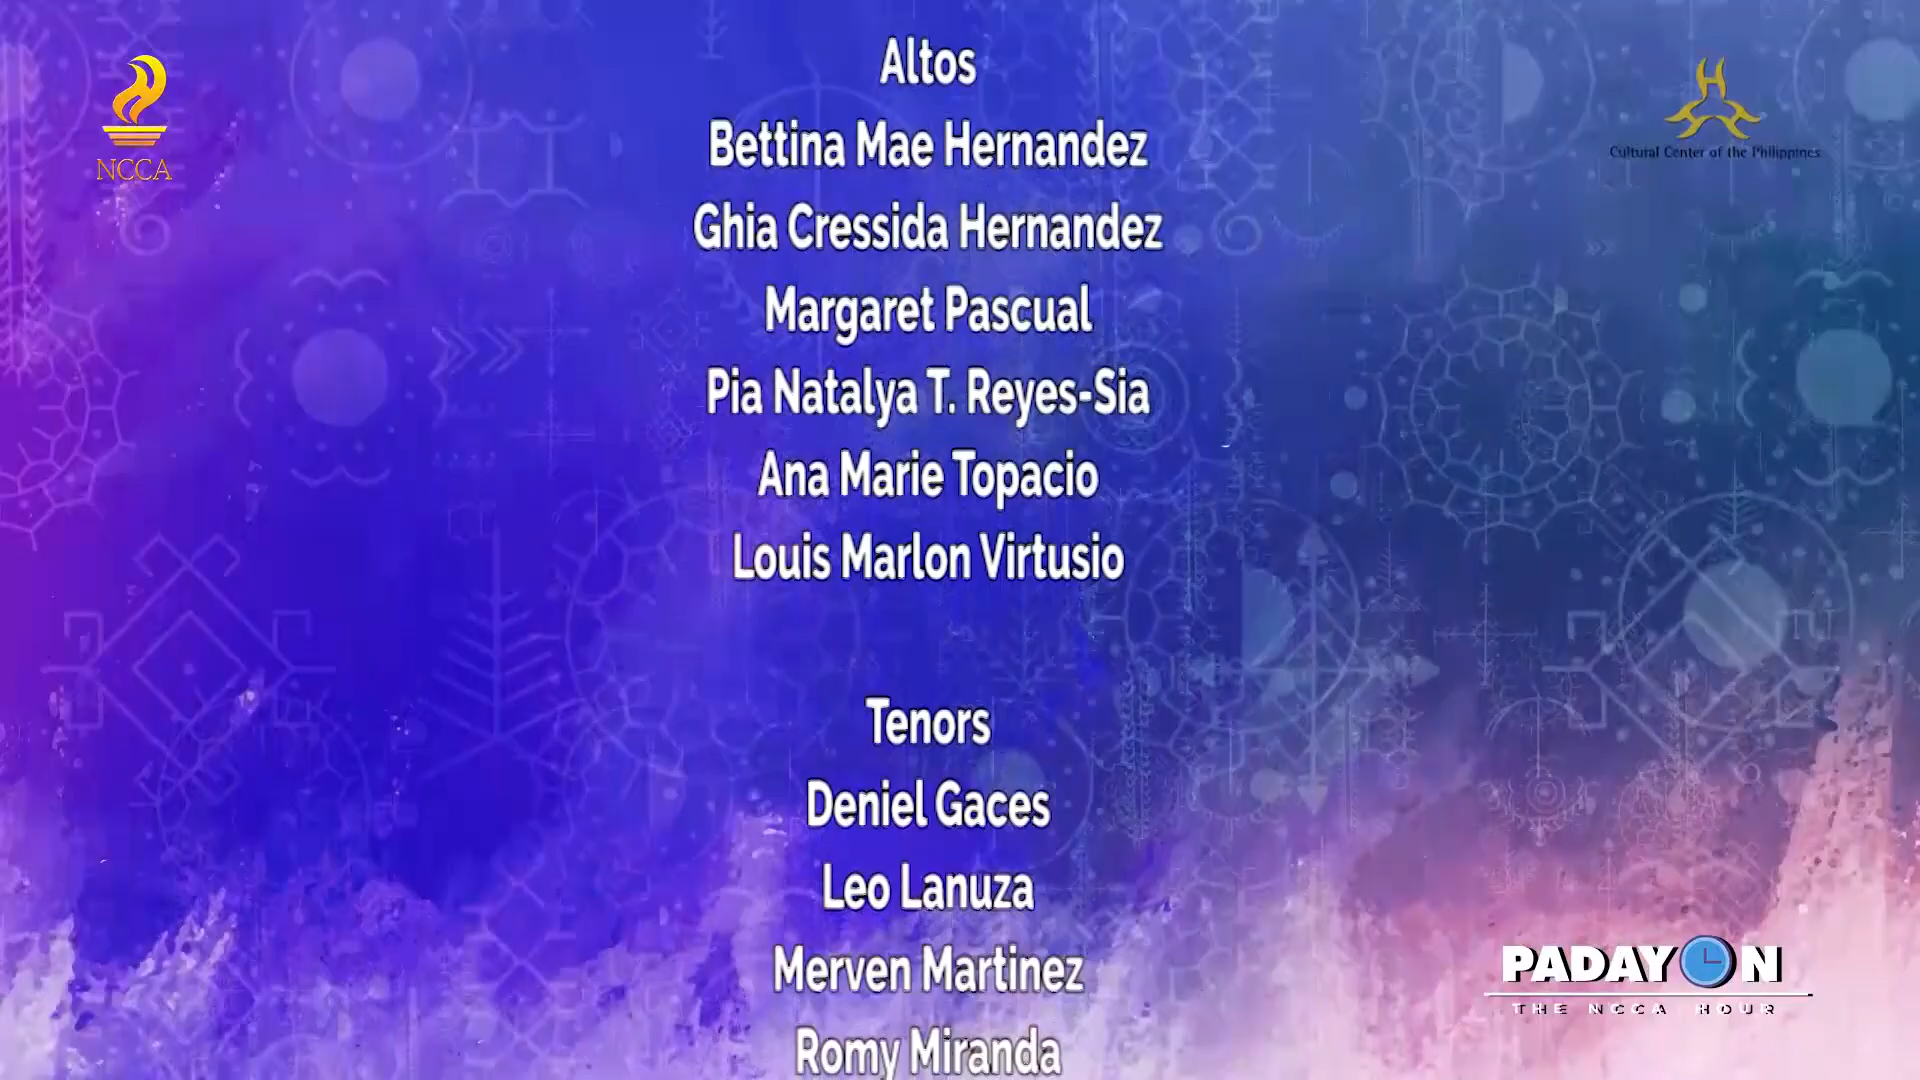 Altos
NCCA
Cultural Center of the Philippines
Bettina Mae Hernandez
Ghia Cressida Hernandez
Margaret Pascual
Pia Natalya T. Reyes-Sia
Ana Marie Topacio
Louis Marlon Virtusio
Tenors
Deniel Gaces
Leo Lanuza
Merven Martinez
Romy Miranda
PADAYON
THE NCCA HOUR